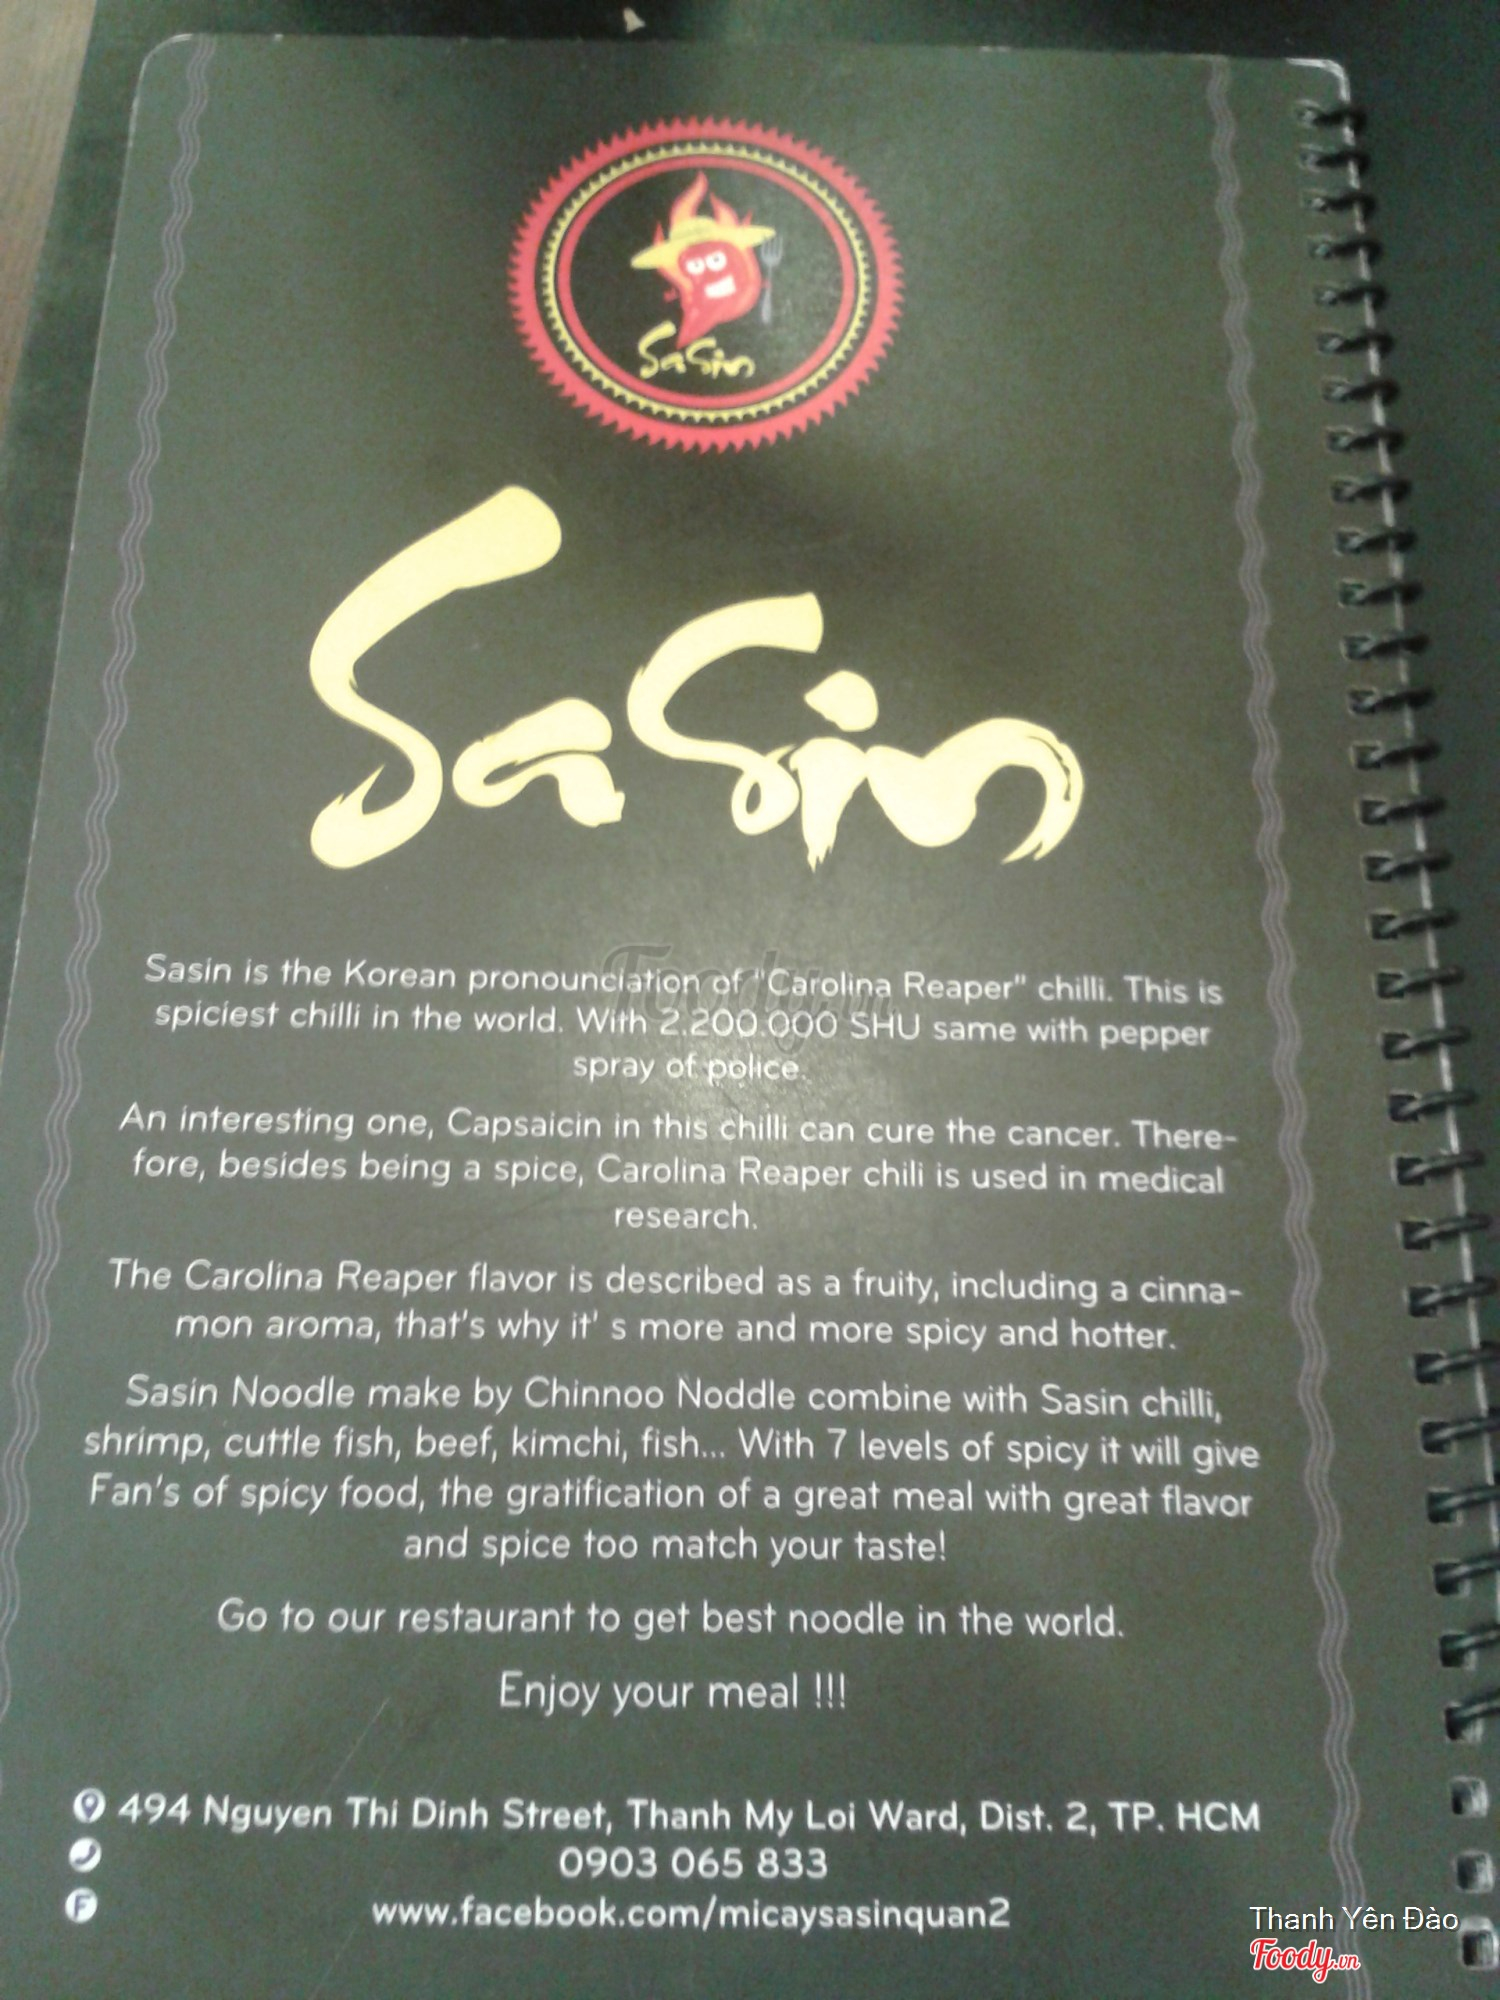 SaSin
SaSin
Sasin is the Korean pronounciation of "Carolina Reaper" chilli. This is
spiciest chilli in the world. With 2.200.000 SHU same with pepper
spray of police.
An interesting one, Capsaicin in this chilli can cure the cancer. There-
fore, besides being a spice, Carolina Reaper chili is used in medical
research.
The Carolina Reaper flavor is described as a fruity, including a cinna-
mon aroma, that's why it' s more and more spicy and hotter.
Sasin Noodle make by Chinnoo Noddle combine with Sasin chilli,
shrimp, cuttle fish, beef, kimchi, fish... With 7 levels of spicy it will give
Fan's of spicy food, the gratification of a great meal with great flavor
and spice too match your taste!
Go to our restaurant to get best noodle in the world.
Enjoy your meal !!!
494 Nguyen Thi Dinh Street, Thanh My Loi Ward, Dist. 2, TP. HCM
0903 065 833
F www.facebook.com/micaysasinquan2
Foody.vn
Thanh Yên Đào
Foody.vn